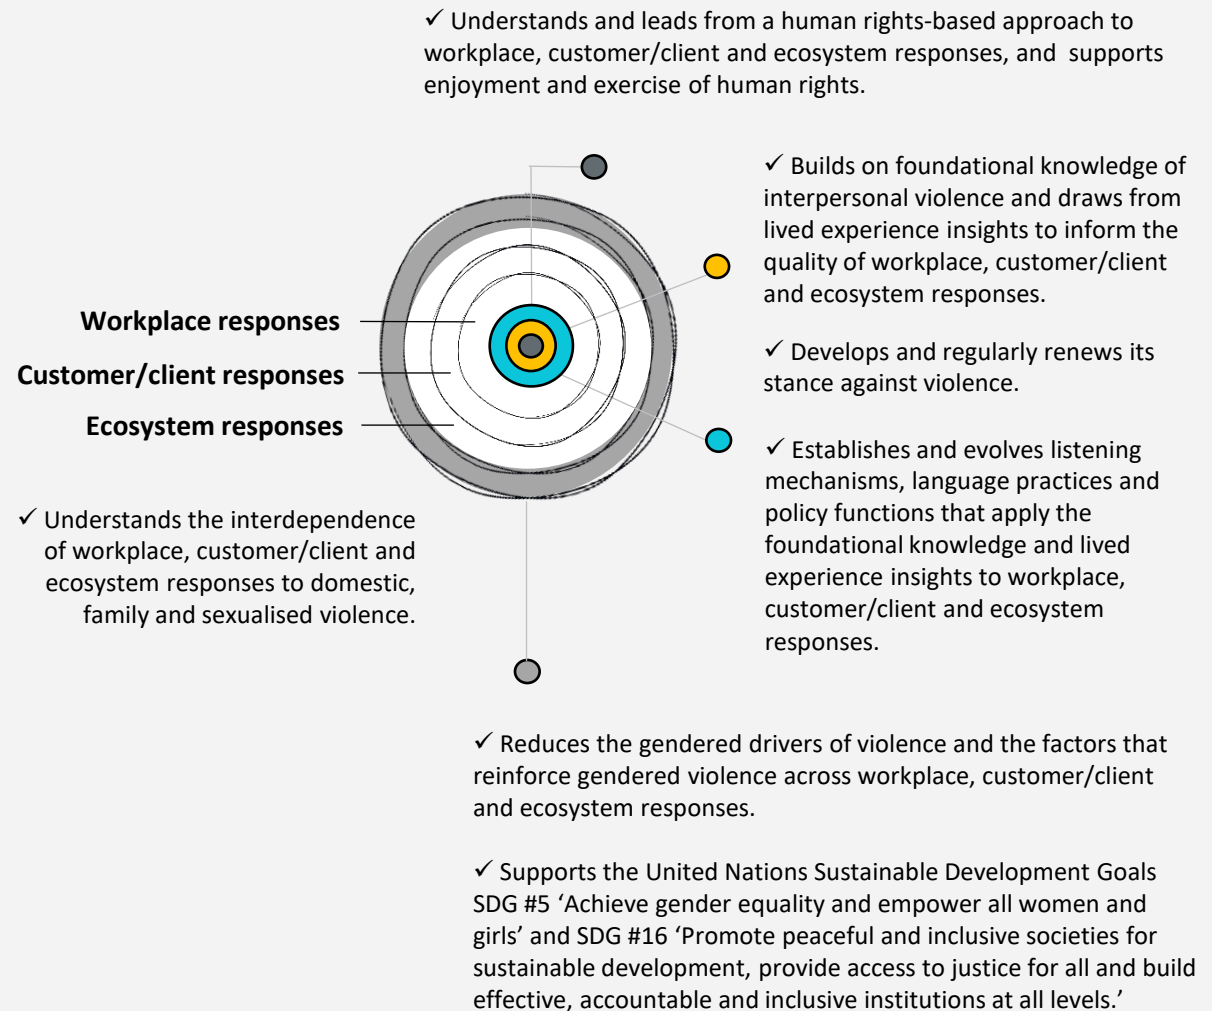 ✓ Understands and leads from a human rights-based approach to
workplace, customer/client and ecosystem responses, and supports
enjoyment and exercise of human rights.
✓ Builds on foundational knowledge of
interpersonal violence and draws from
lived experience insights to inform the
quality of workplace, customer/client
and ecosystem responses.
✓ Develops and regularly renews its
stance against violence.
✓ Establishes and evolves listening
mechanisms, language practices and
policy functions that apply the
foundational knowledge and lived
experience insights to workplace,
customer/client and ecosystem
responses.
Workplace responses
Customer/client responses
Ecosystem responses
✓ Understands the interdependence
of workplace, customer/client and
ecosystem responses to domestic,
family and sexualised violence.
✓ Reduces the gendered drivers of violence and the factors that
reinforce gendered violence across workplace, customer/client
and ecosystem responses.
✓ Supports the United Nations Sustainable Development Goals
SDG #5 ‘Achieve gender equality and empower all women and
girls’ and SDG #16 ‘Promote peaceful and inclusive societies for
sustainable development, provide access to justice for all and build
effective, accountable and inclusive institutions at all levels.’